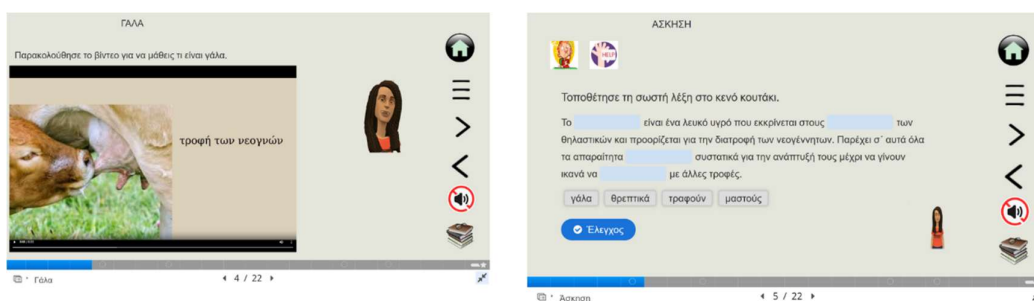 ΓΑΛΑ
Παρακολούθησε το βίντεο για να μάθεις τι είναι γάλα.
τροφή των νεογνών
Γάλα
4 / 22
ΑΣΚΗΣΗ
HELP
Τοποθέτησε τη σωστή λέξη στο κενό κουτάκι.
Το είναι ένα λευκό υγρό που εκκρίνεται στους των
θηλαστικών και προορίζεται για την διατροφή των νεογέννητων. Παρέχει σ΄ αυτά όλα
τα απαραίτητα συστατικά για την ανάπτυξή τους μέχρι να γίνουν
ικανά να με άλλες τροφές.
γάλα θρεπτικά τραφούν μαστούς
Έλεγχος
Άσκηση
5 / 22